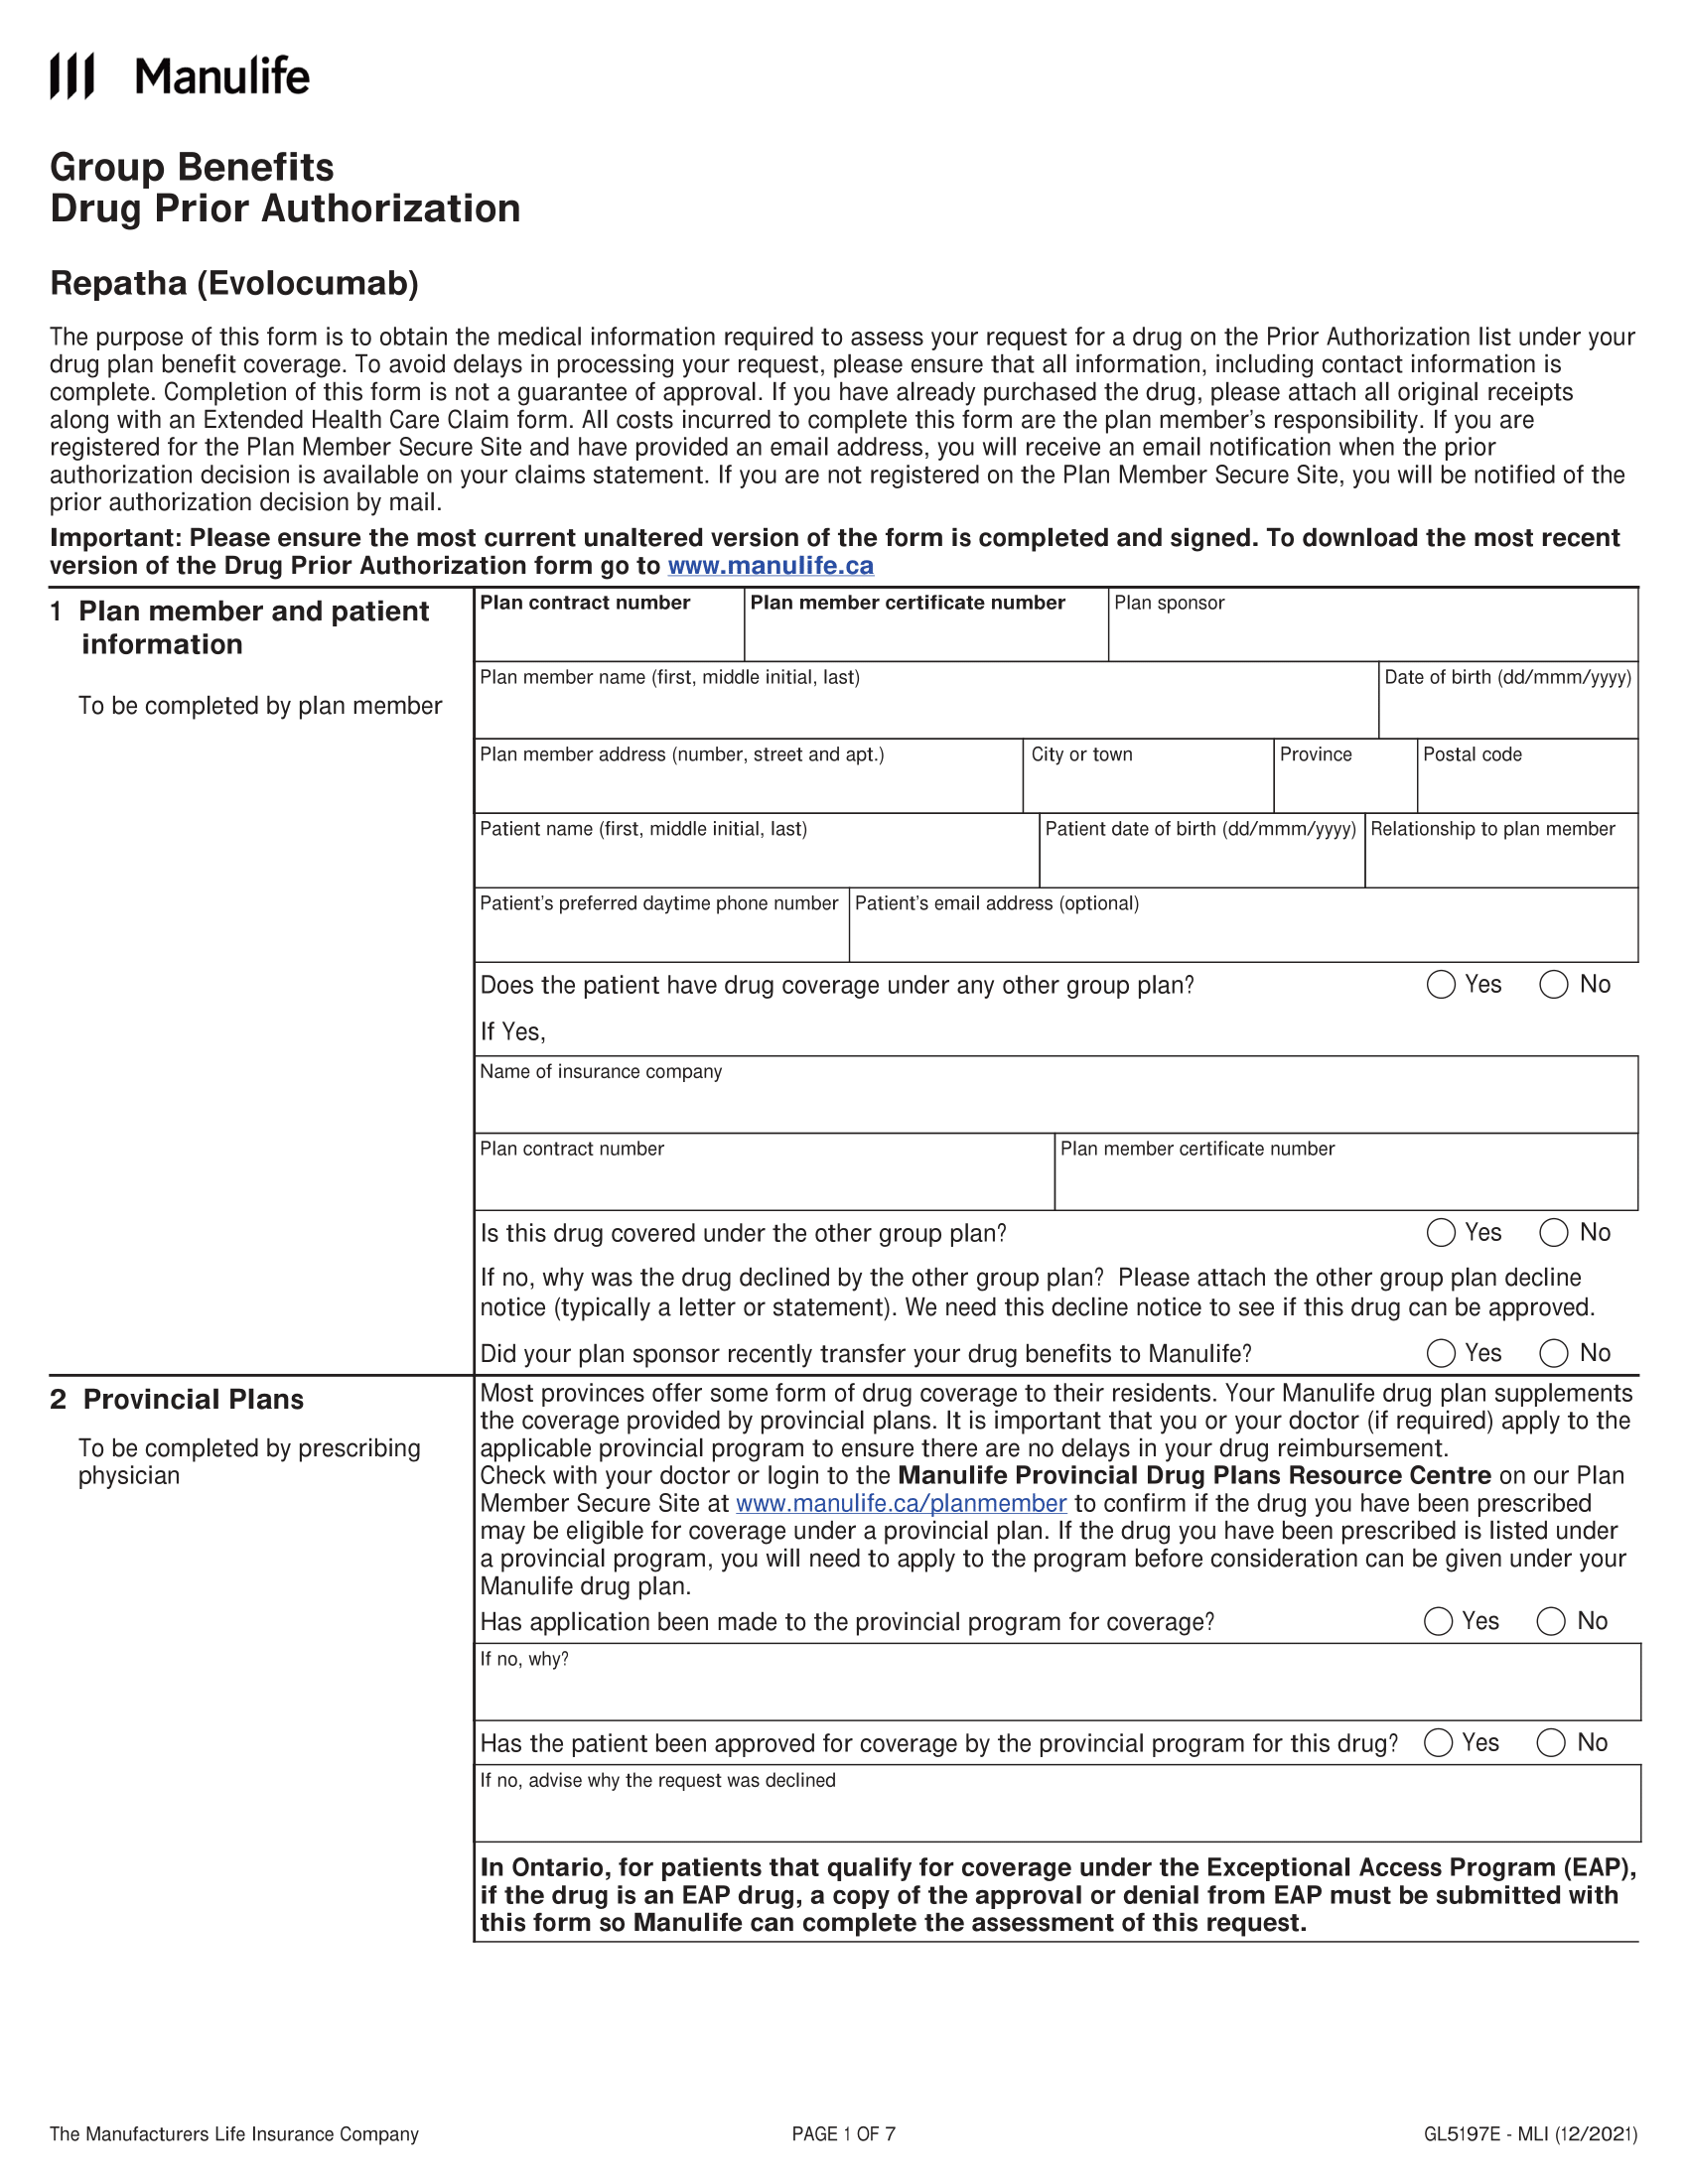 Manulife
Group Benefits
Drug Prior Authorization
Repatha (Evolocumab)
The purpose of this form is to obtain the medical information required to assess your request for a drug on the Prior Authorization list under your
drug plan benefit coverage. To avoid delays in processing your request, please ensure that all information, including contact information is
complete. Completion of this form is not a guarantee of approval. If you have already purchased the drug, please attach all original receipts
along with an Extended Health Care Claim form. All costs incurred to complete this form are the plan member’s responsibility. If you are
registered for the Plan Member Secure Site and have provided an email address, you will receive an email notification when the prior
authorization decision is available on your claims statement. If you are not registered on the Plan Member Secure Site, you will be notified of the
prior authorization decision by mail.
Important: Please ensure the most current unaltered version of the form is completed and signed. To download the most recent
version of the Drug Prior Authorization form go to www.manulife.ca
1 Plan member and patient
information
To be completed by plan member
Plan contract number Plan member certificate number Plan sponsor
Plan member name (first, middle initial, last) Date of birth (dd/mmm/yyyy)
Plan member address (number, street and apt.) City or town Province Postal code
Patient name (first, middle initial, last) Patient date of birth (dd/mmm/yyyy) Relationship to plan member
Patient’s preferred daytime phone number Patient’s email address (optional)
Does the patient have drug coverage under any other group plan? Yes No
If Yes,
Name of insurance company
Plan contract number Plan member certificate number
Is this drug covered under the other group plan? Yes No
If no, why was the drug declined by the other group plan? Please attach the other group plan decline
notice (typically a letter or statement). We need this decline notice to see if this drug can be approved.
Did your plan sponsor recently transfer your drug benefits to Manulife? Yes No
2 Provincial Plans
To be completed by prescribing
physician
Most provinces offer some form of drug coverage to their residents. Your Manulife drug plan supplements
the coverage provided by provincial plans. It is important that you or your doctor (if required) apply to the
applicable provincial program to ensure there are no delays in your drug reimbursement.
Check with your doctor or login to the Manulife Provincial Drug Plans Resource Centre on our Plan
Member Secure Site at www.manulife.ca/planmember to confirm if the drug you have been prescribed
may be eligible for coverage under a provincial plan. If the drug you have been prescribed is listed under
a provincial program, you will need to apply to the program before consideration can be given under your
Manulife drug plan.
Has application been made to the provincial program for coverage? Yes No
If no, why?
Has the patient been approved for coverage by the provincial program for this drug? Yes No
If no, advise why the request was declined
In Ontario, for patients that qualify for coverage under the Exceptional Access Program (EAP),
if the drug is an EAP drug, a copy of the approval or denial from EAP must be submitted with
this form so Manulife can complete the assessment of this request.
The Manufacturers Life Insurance Company PAGE 1 OF 7 GL5197E - MLI (12/2021)